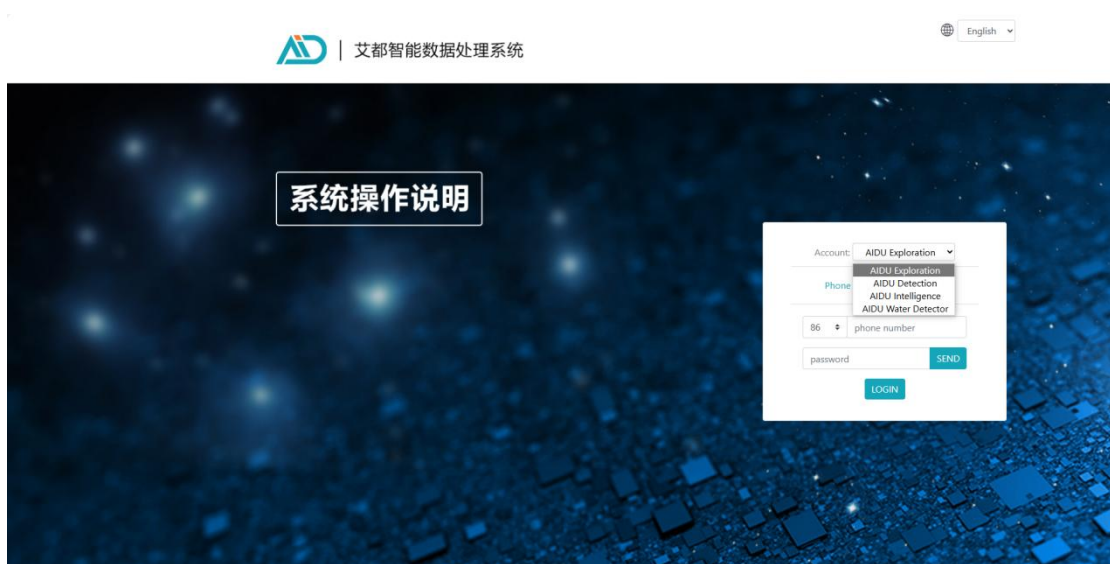 AID | 艾都智能数据处理系统
English
系统操作说明
Account: AIDU Exploration
AIDU Exploration
AIDU Detection
AIDU Intelligence
AIDU Water Detector
Phone
86 phone number
password SEND
LOGIN